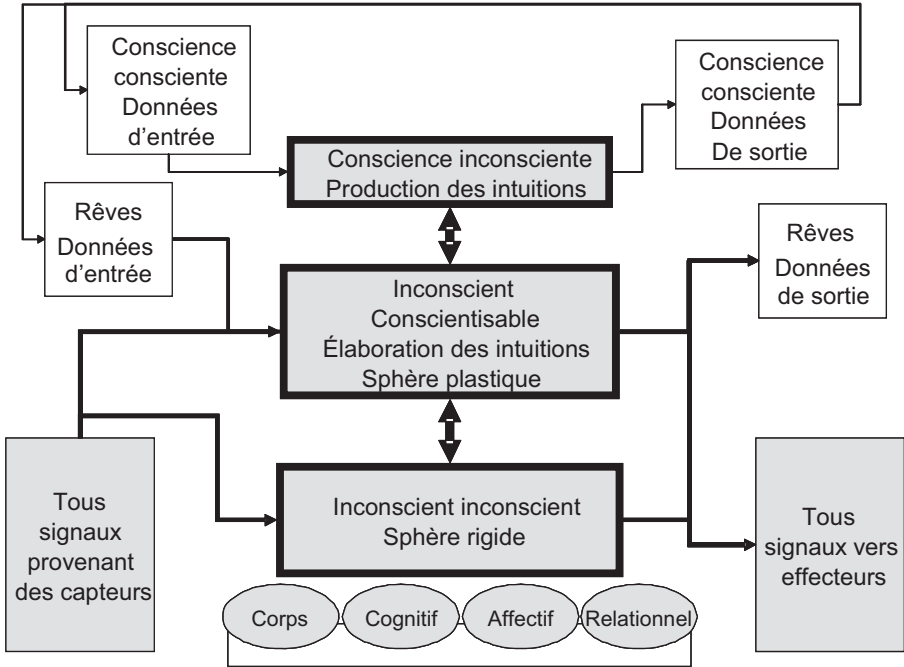 Conscience
consciente
Données
d'entrée
Conscience
consciente
Données
De sortie
Conscience inconsciente
Production des intuitions
Rêves
Données
d'entrée
Rêves
Données
de sortie
Inconscient
Conscientisable
Élaboration des intuitions
Sphère plastique
Tous
signaux
provenant
des capteurs
Inconscient inconscient
Sphère rigide
Tous
signaux vers
effecteurs
Corps
Cognitif
Affectif
Relationnel